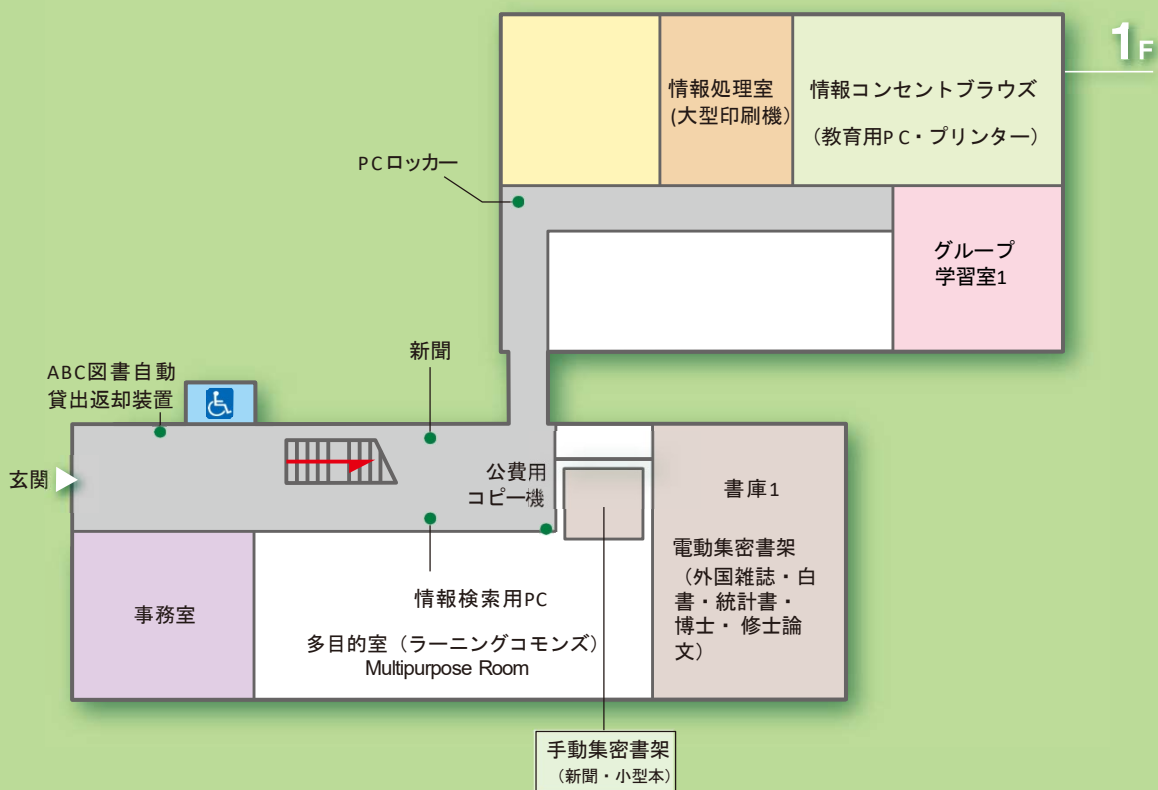 1F
情報処理室
(大型印刷機)
情報コンセントブラウズ
（教育用PC・プリンター）
PCロッカー
グループ
学習室1
新聞
ABC図書自動
貸出返却装置
玄関
公費用
コピー機
書庫1
電動集密書架
（外国雑誌・白
書・統計書・
博士・修士論
文）
情報検索用PC
事務室
多目的室（ラーニングコモンズ）
Multipurpose Room
手動集密書架
（新聞・小型本）